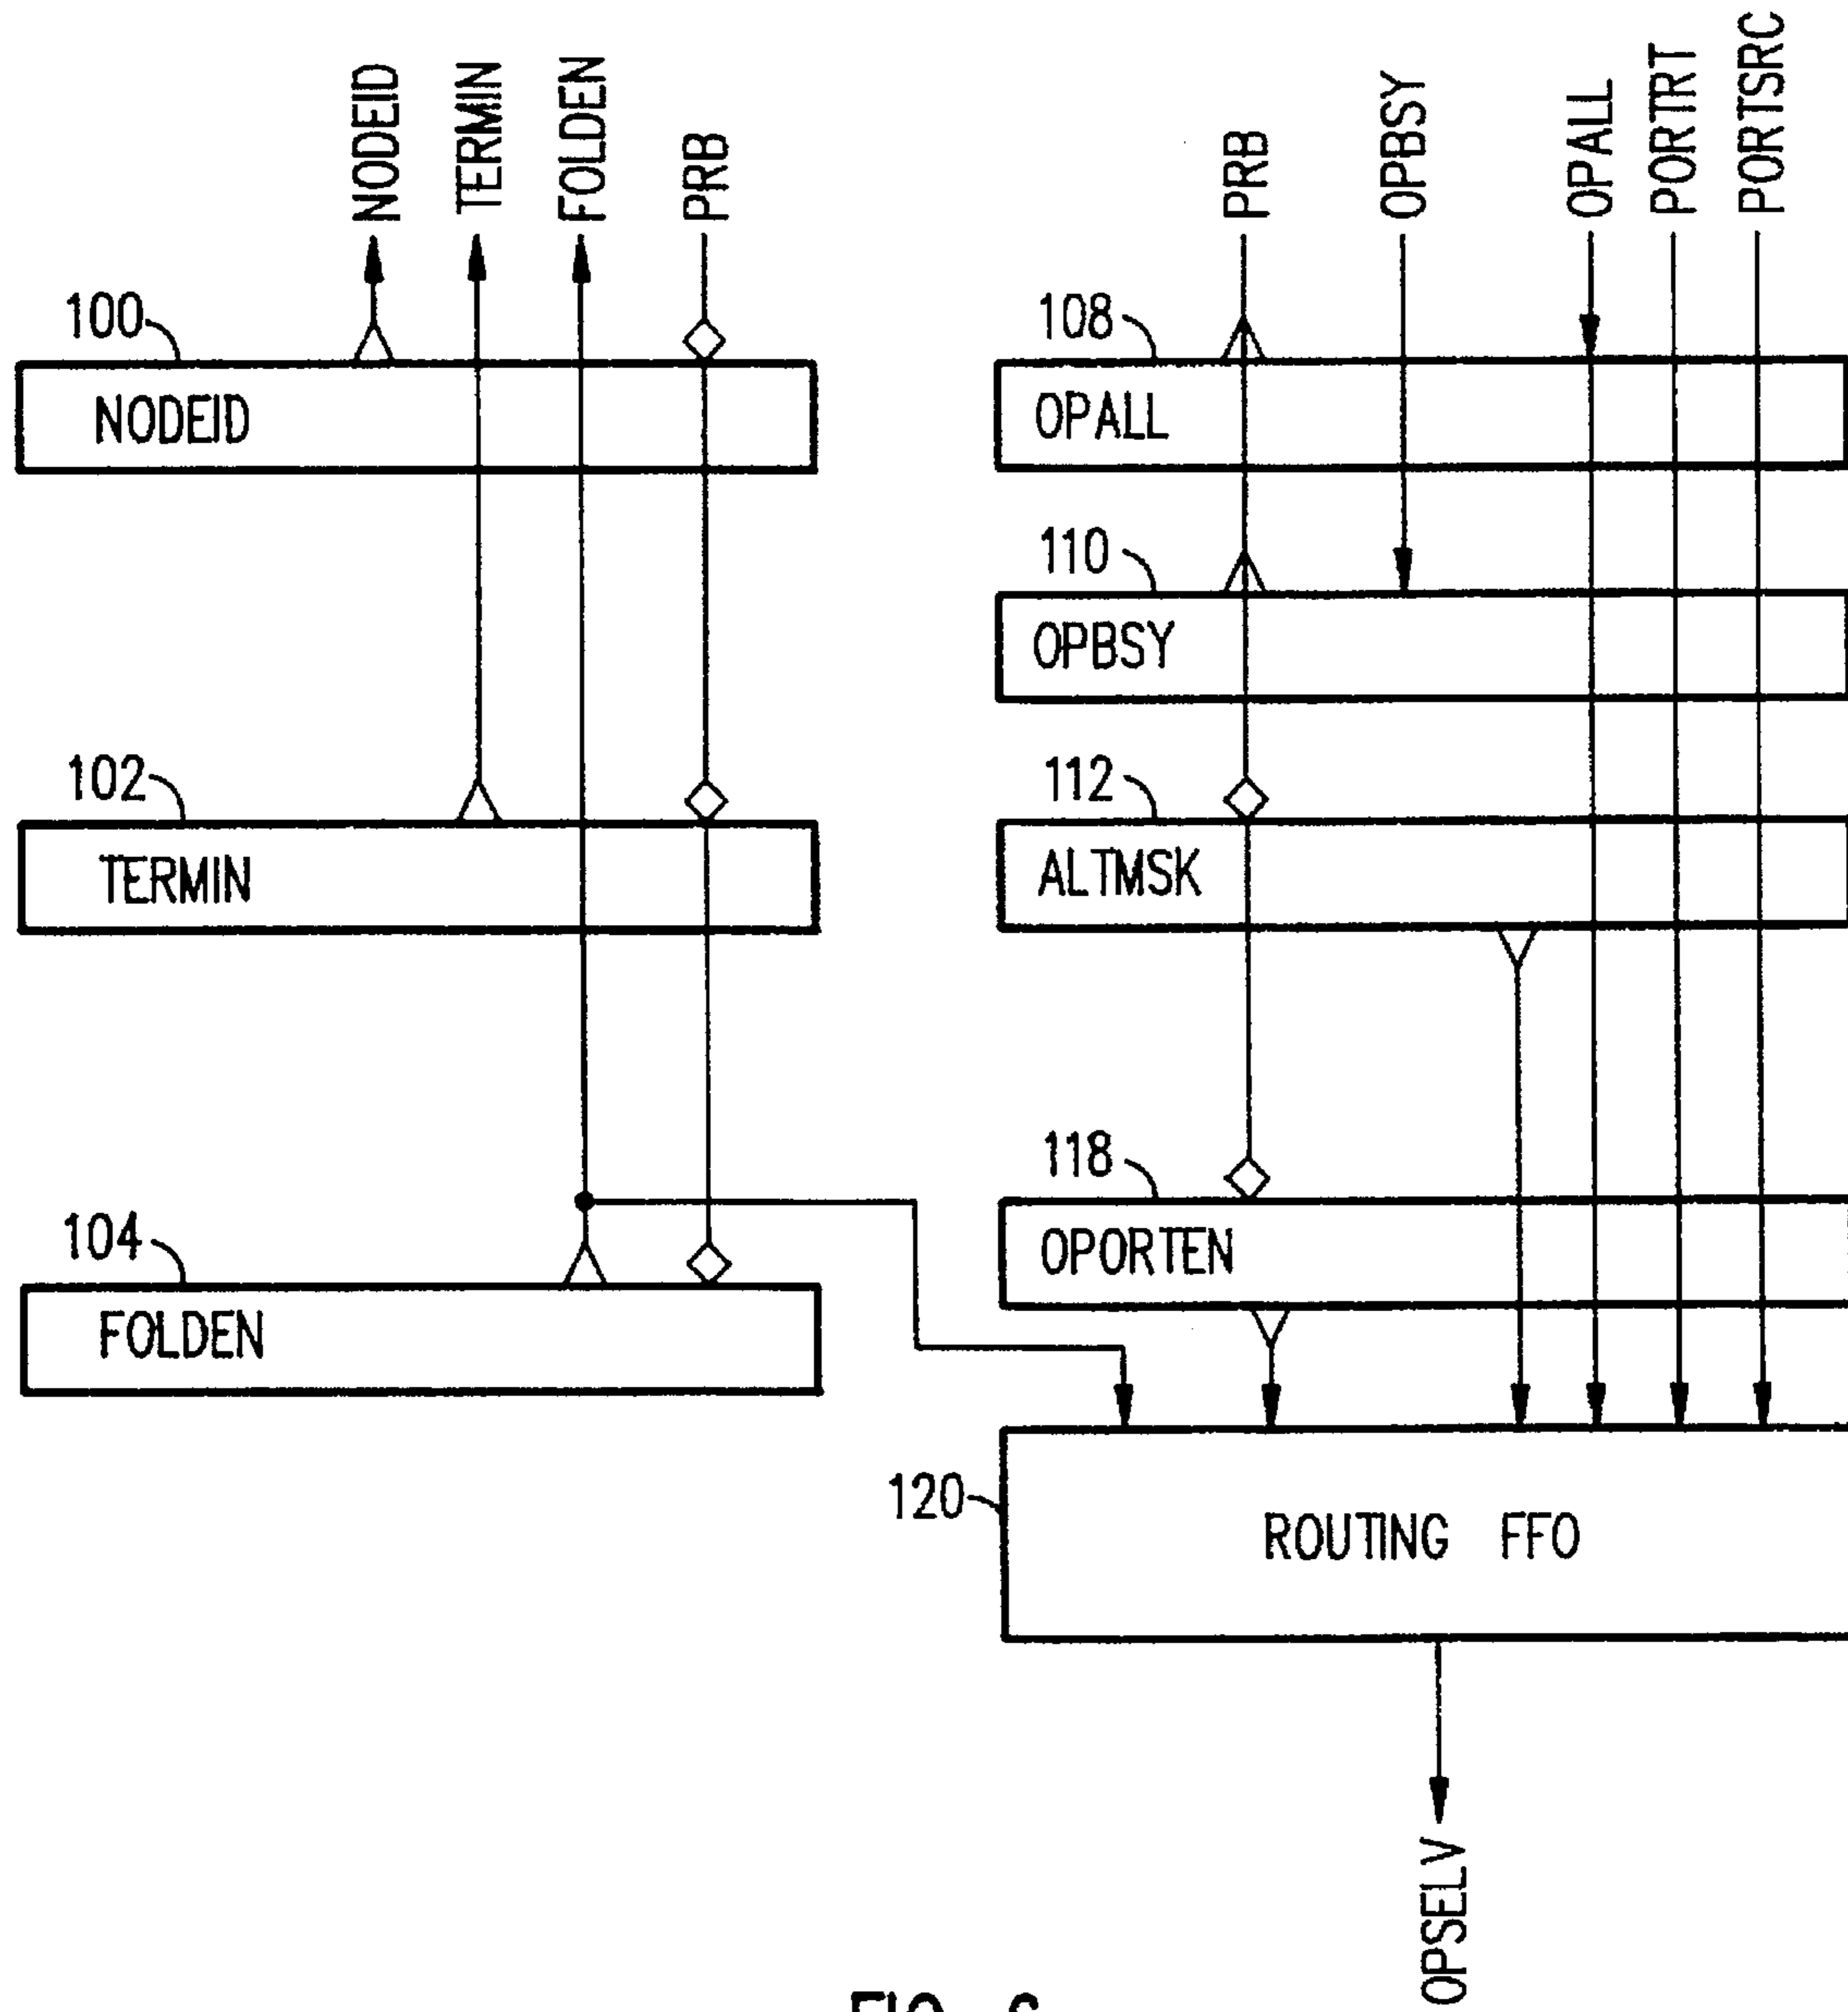 NODEID
TERMIN
FOLDEN
PRB
PRB
OPBSY
OPALL
PORTRT
PORTSRC
100
NODEID
108
OPALL
110
OPBSY
102
TERMIN
112
ALTMSK
104
FOLDEN
118
OPORTEN
120
ROUTING FFO
OPSELV